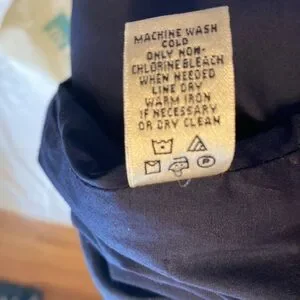 MACHINE WASH
COLD
ONLY NON-
CHLORINE BLEACH
WHEN NEEDED
LINE DRY
WARM IRON
IF NECESSARY
OR DRY CLEAN